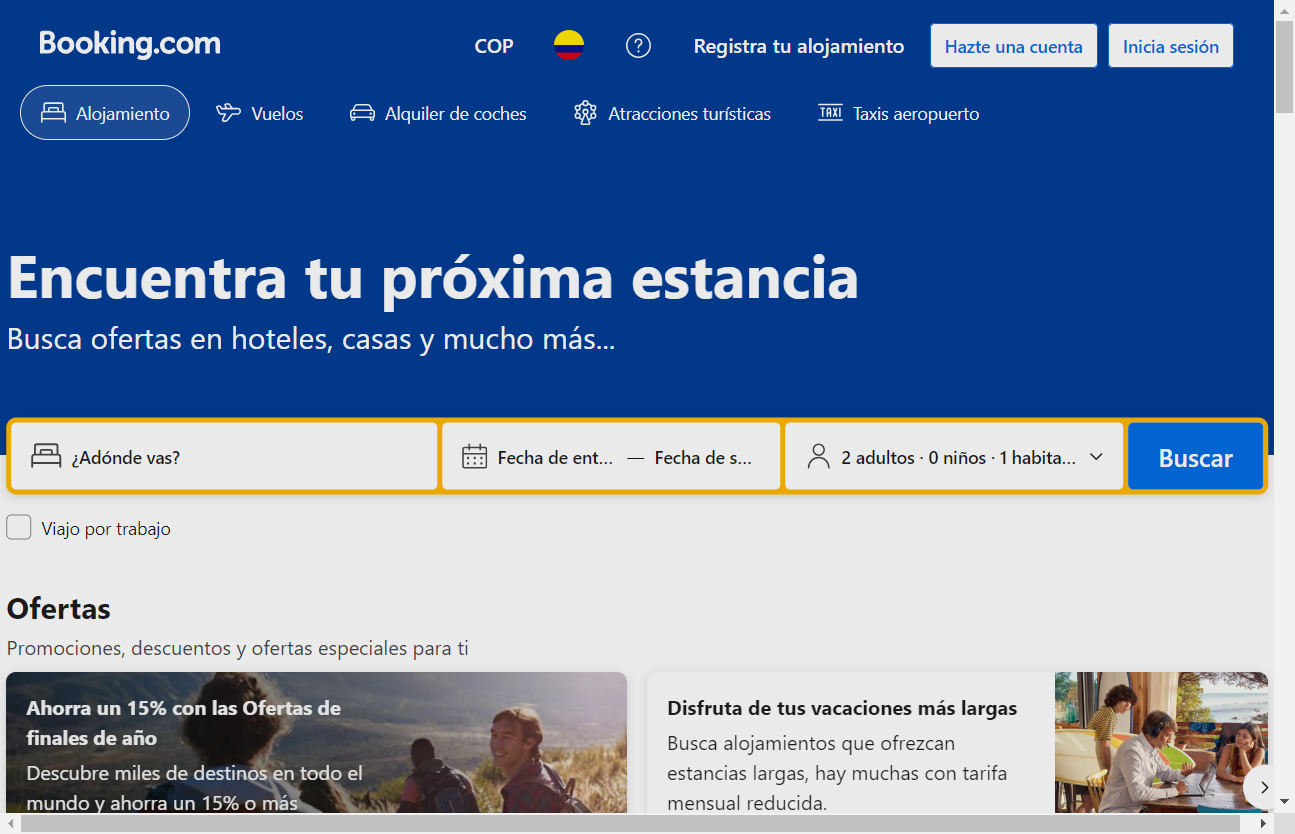 Booking.com
COP
Registra tu alojamiento
Hazte una cuenta
Inicia sesión
Alojamiento
Vuelos
Alquiler de coches
Atracciones turísticas
TAXI
Taxis aeropuerto
Encuentra tu próxima estancia
Busca ofertas en hoteles, casas y mucho más...
¿Adónde vas?
Fecha de ent... — Fecha de s...
2 adultos · 0 niños · 1 habita...
Buscar
Viajo por trabajo
Ofertas
Promociones, descuentos y ofertas especiales para ti
Ahorra un 15% con las Ofertas de
finales de año
Descubre miles de destinos en todo el
mundo y ahorra un 15% o más
Disfruta de tus vacaciones más largas
Busca alojamientos que ofrezcan
estancias largas, hay muchas con tarifa
mensual reducida.